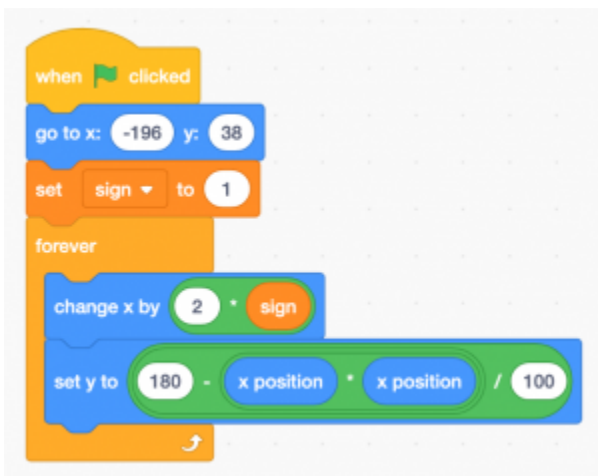 when clicked
go to x: -196 y: 38
set sign to 1
forever
change x by 2 * sign
set y to 180 - x position * x position / 100